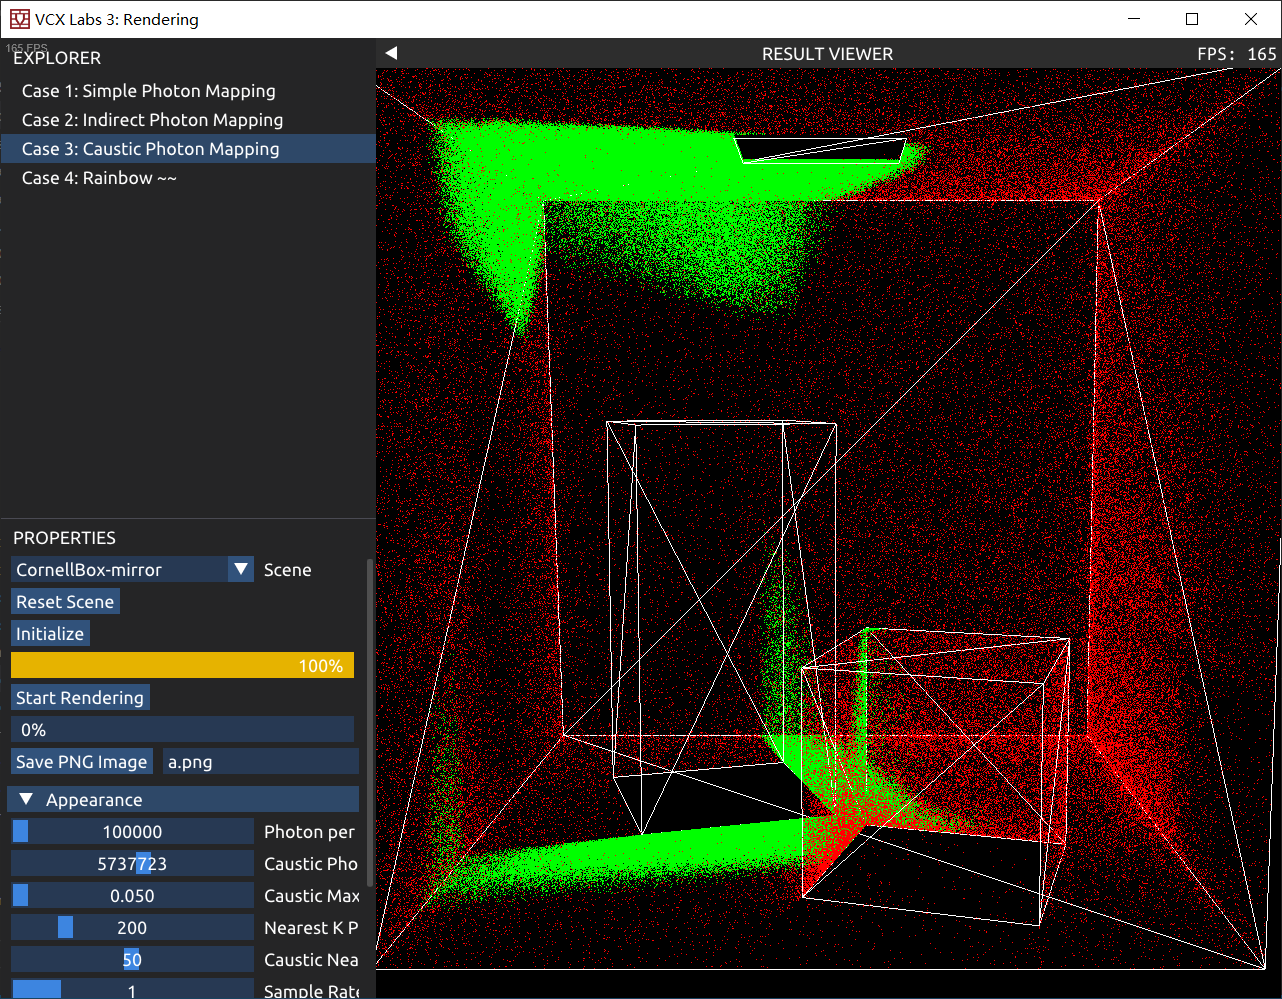 VCX Labs 3: Rendering
165 FPS
EXPLORER
RESULT VIEWER
FPS: 165
Case 1: Simple Photon Mapping
Case 2: Indirect Photon Mapping
Case 3: Caustic Photon Mapping
Case 4: Rainbow ~~
PROPERTIES
CornellBox-mirror Scene
Reset Scene
Initialize
100%
Start Rendering
0%
Save PNG Image a.png
Appearance
100000 Photon per
5737723 Caustic Pho
0.050 Caustic Max
200 Nearest K P
50 Caustic Nea
1 Sample Rate